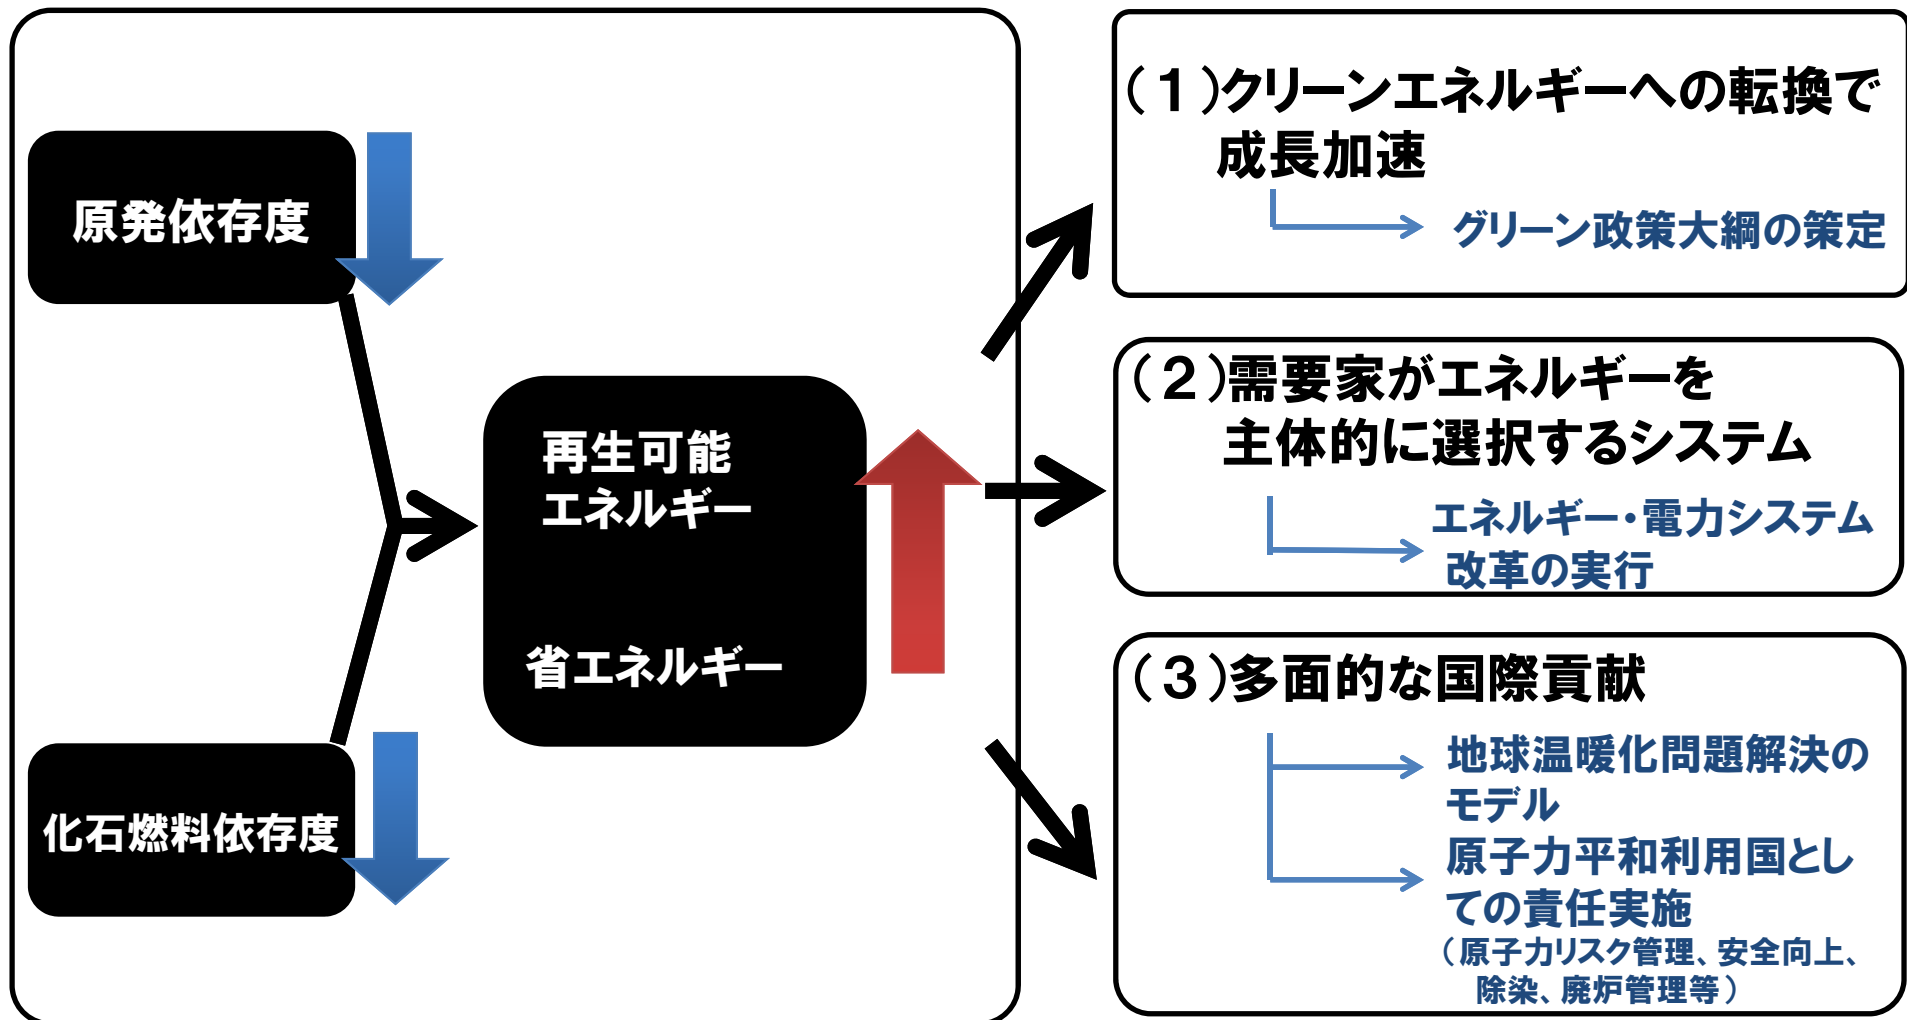 原発依存度
再生可能
エネルギー
省エネルギー
化石燃料依存度
（１）クリーンエネルギーへの転換で
成長加速
グリーン政策大綱の策定
（２）需要家がエネルギーを
主体的に選択するシステム
エネルギー・電力システム
改革の実行
（３）多面的な国際貢献
地球温暖化問題解決の
モデル
原子力平和利用国とし
ての責任実施
（原子力リスク管理、安全向上、
除染、廃炉管理等）